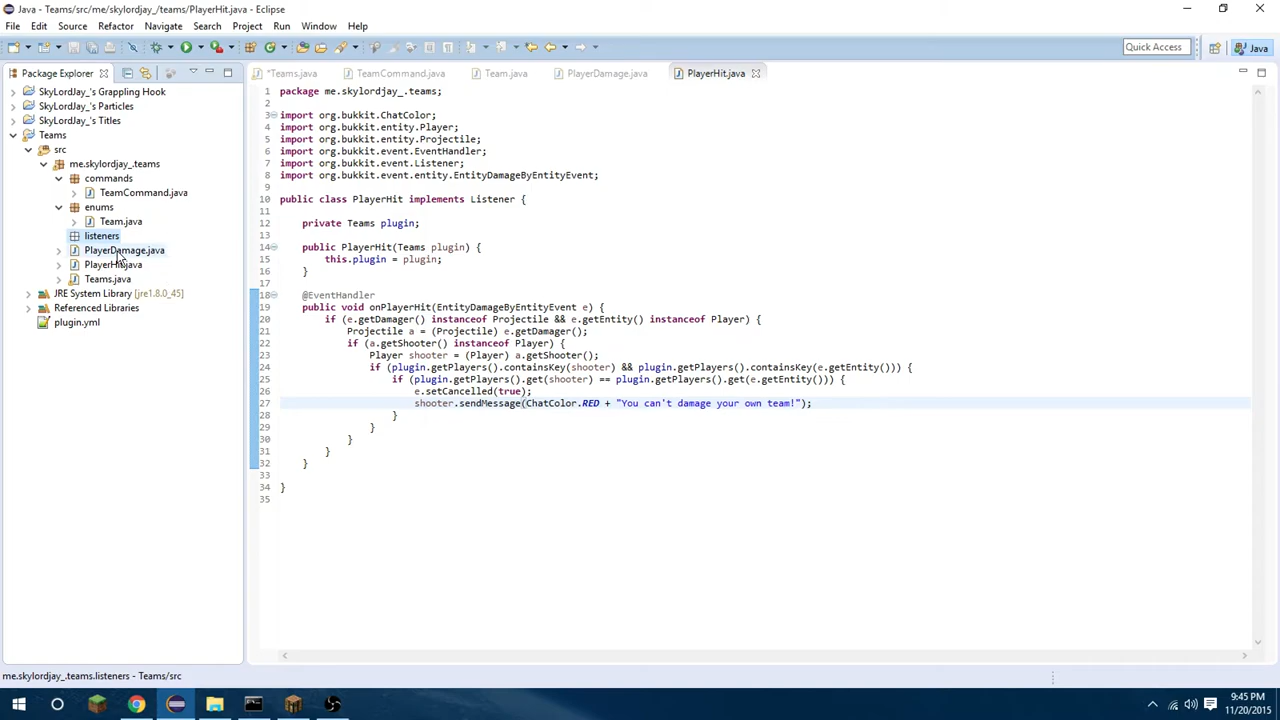 Java - Teams/src/me/skylordjay_/teams/PlayerHit.java - Eclipse
File Edit Source Refactor Navigate Search Project Run Window Help
Quick Access
Java
Package Explorer
*Teams.java
TeamCommand.java
Team.java
PlayerDamage.java
PlayerHit.java
SkyLordJay_'s Grappling Hook
SkyLordJay_'s Particles
SkyLordJay_'s Titles
Teams
src
me.skylordjay_.teams
commands
TeamCommand.java
enums
Team.java
listeners
PlayerDamage.java
PlayerHit.java
Teams.java
JRE System Library [jre1.8.0_45]
Referenced Libraries
plugin.yml
1 package me.skylordjay_.teams;
2
3 import org.bukkit.ChatColor;
4 import org.bukkit.entity.Player;
5 import org.bukkit.entity.Projectile;
6 import org.bukkit.event.EventHandler;
7 import org.bukkit.event.Listener;
8 import org.bukkit.event.entity.EntityDamageByEntityEvent;
9
10 public class PlayerHit implements Listener {
11
12 private Teams plugin;
13
14 public PlayerHit(Teams plugin) {
15 this.plugin = plugin;
16 }
17
18 @EventHandler
19 public void onPlayerHit(EntityDamageByEntityEvent e) {
20 if (e.getDamager() instanceof Projectile && e.getEntity() instanceof Player) {
21 Projectile a = (Projectile) e.getDamager();
22 if (a.getShooter() instanceof Player) {
23 Player shooter = (Player) a.getShooter();
24 if (plugin.getPlayers().containsKey(shooter) && plugin.getPlayers().containsKey(e.getEntity())) {
25 if (plugin.getPlayers().get(shooter) == plugin.getPlayers().get(e.getEntity())) {
26 e.setCancelled(true);
27 shooter.sendMessage(ChatColor.RED + "You can't damage your own team!");
28 }
29 }
30 }
31 }
32 }
33
34 }
35
me.skylordjay_.teams.listeners - Teams/src
9:45 PM
11/20/2015